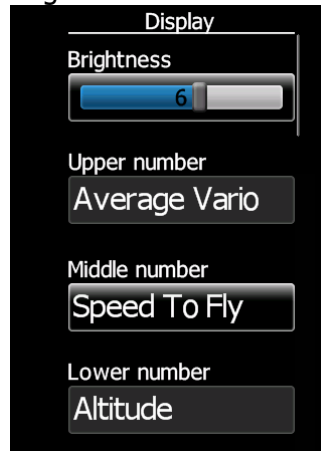 Display
Brightness
6
Upper number
Average Vario
Middle number
Speed To Fly
Lower number
Altitude